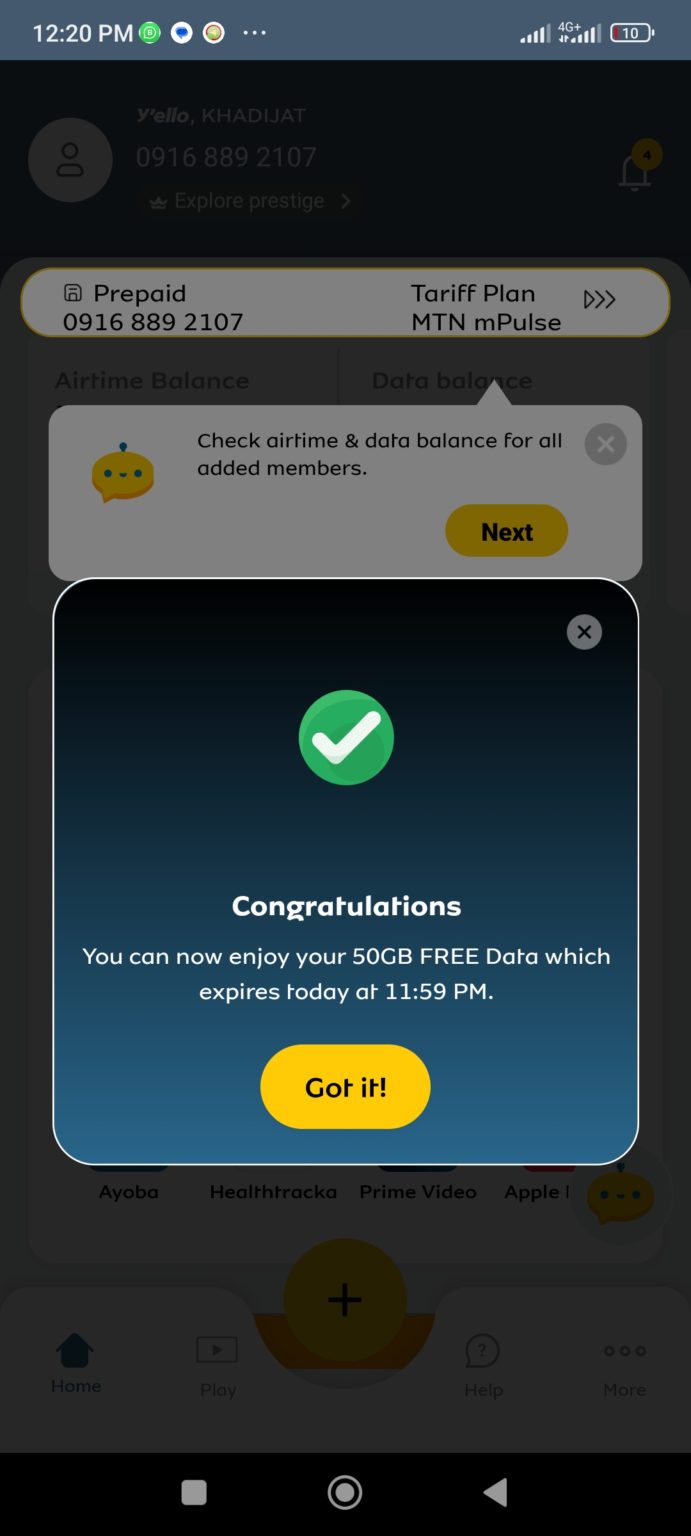 12:20 PM
4G+
10
Y'ello, KHADIJAT
0916 889 2107
4
Explore prestige
Prepaid
0916 889 2107
Tariff Plan
MTN mPulse
Airtime Balance
Data balance
Check airtime & data balance for all
added members.
Next
Congratulations
You can now enjoy your 50GB FREE Data which
expires today at 11:59 PM.
Got it!
Ayoba
Healthtracka
Prime Video
Apple
Home
Play
Help
More